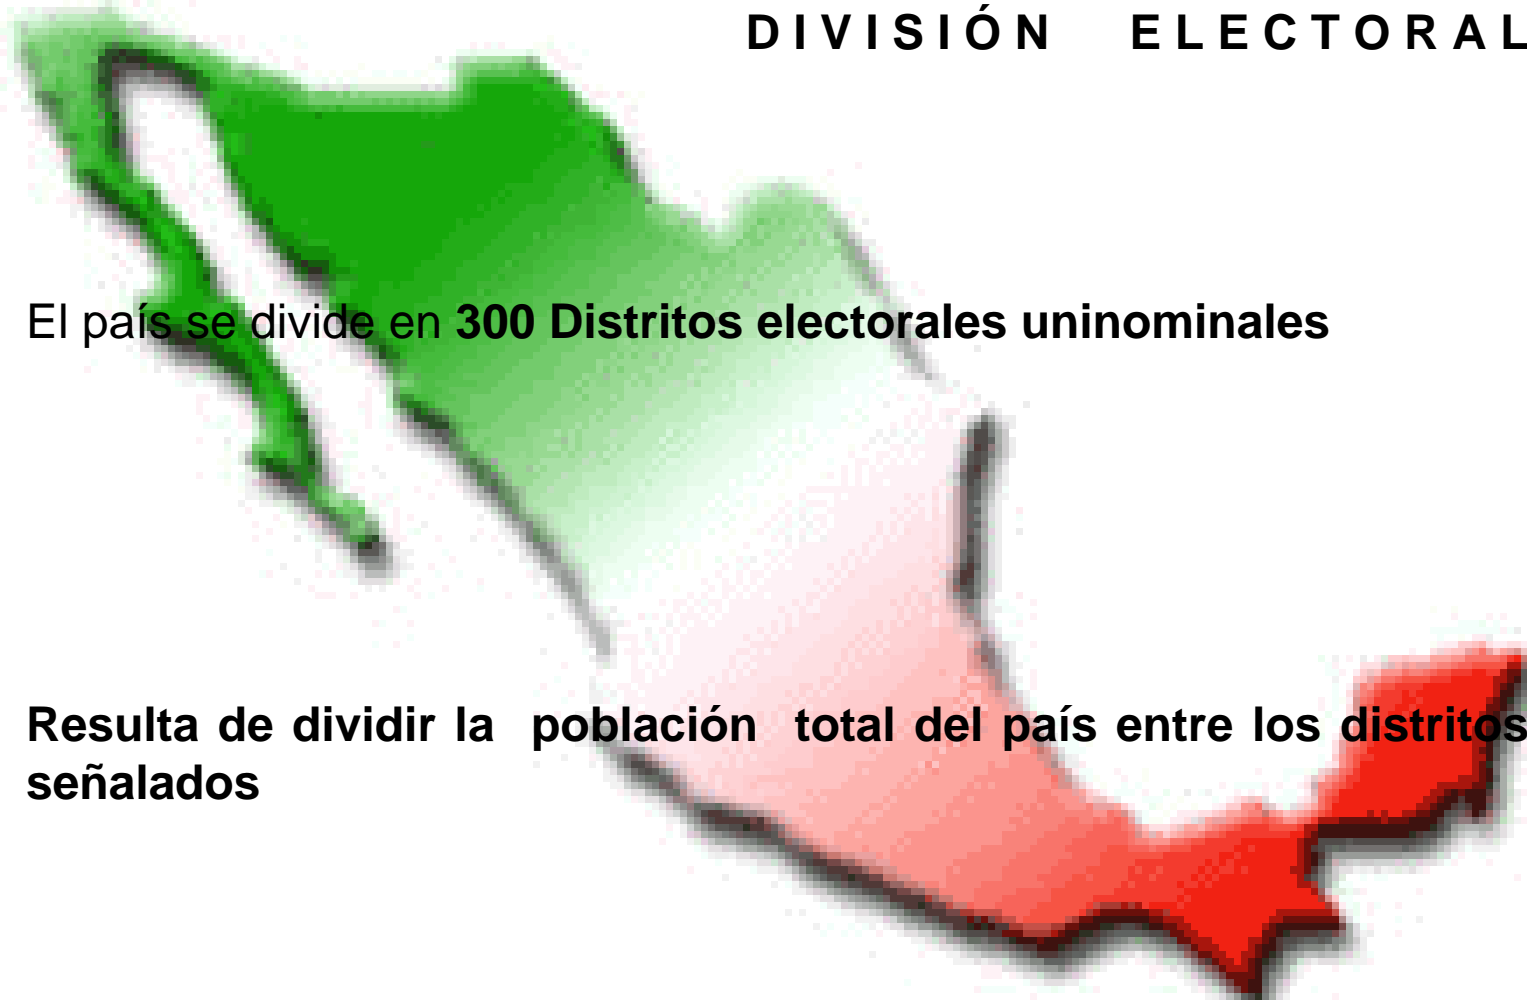 DIVISIÓN ELECTORAL
El país se divide en 300 Distritos electorales uninominales
Resulta de dividir la población total del país entre los distritos
señalados